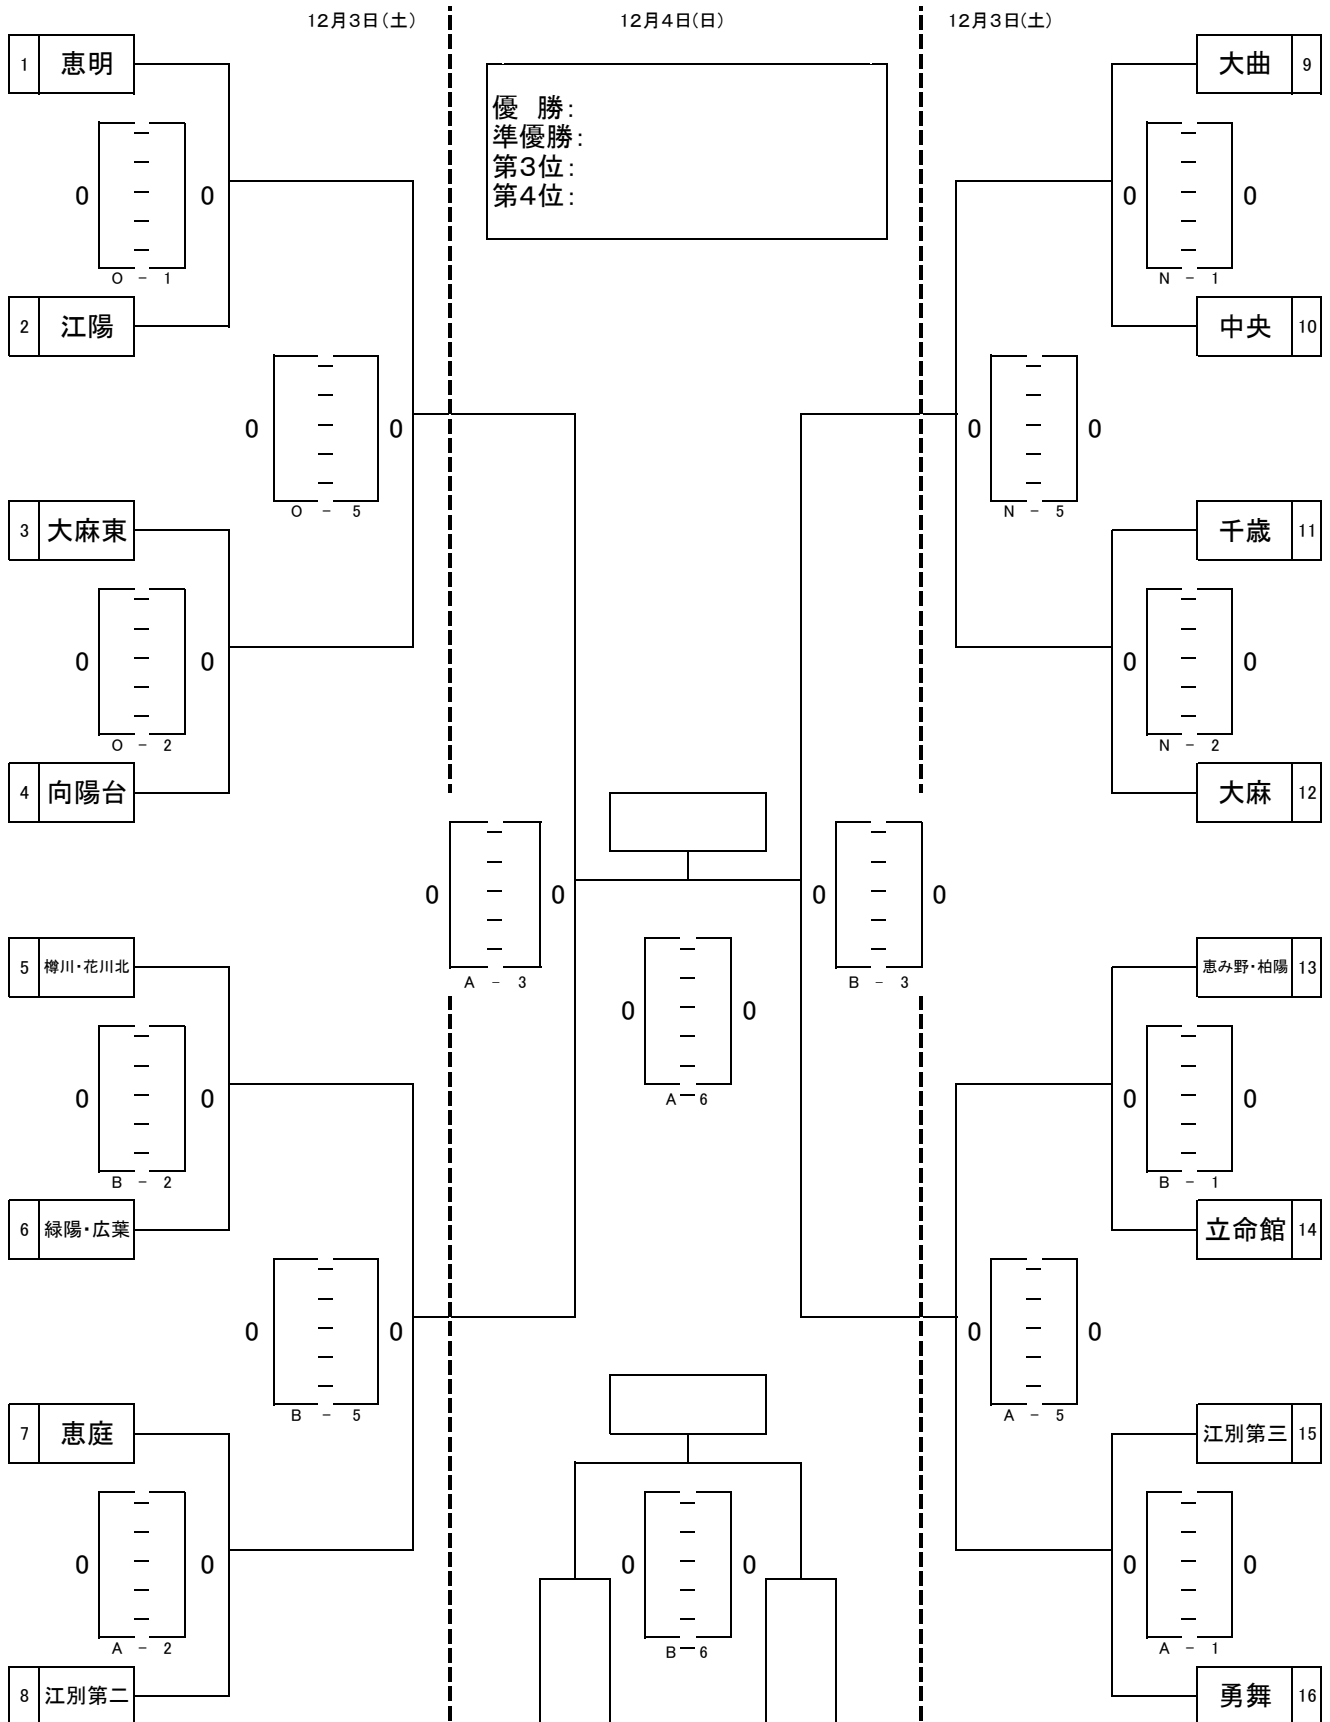 12月3日(土)
12月4日(日)
12月3日(土)
優 勝:
準優勝:
第3位:
第4位:
1 恵明
0 0
O - 1
2 江陽
0 0
O - 5
3 大麻東
0 0
O - 2
4 向陽台
0 0
A - 3
5 樽川・花川北
0 0
B - 2
6 緑陽・広葉
0 0
B - 5
7 恵庭
0 0
A - 2
8 江別第二
0 0
A 6
0 0
B 6
大曲 9
0 0
N - 1
中央 10
0 0
N - 5
千歳 11
0 0
N - 2
大麻 12
0 0
B - 3
恵み野・柏陽 13
0 0
B - 1
立命館 14
0 0
A - 5
江別第三 15
0 0
A - 1
勇舞 16